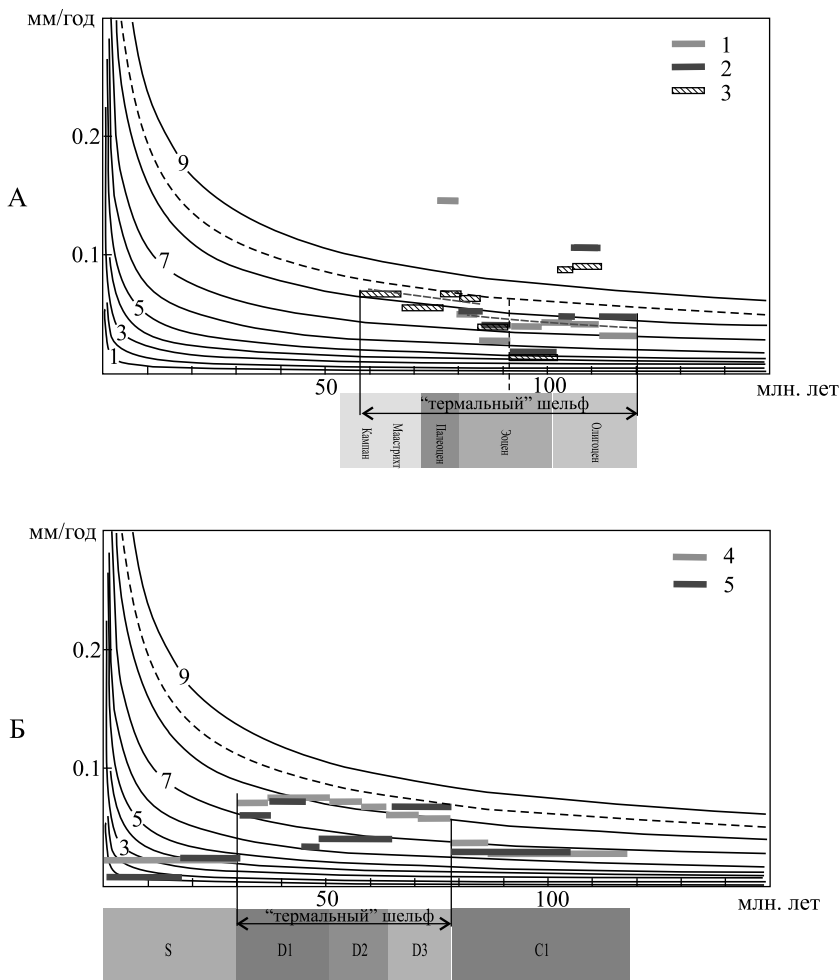 мм/год
1
2
3
0.2
9
А
0.1
7
5
3
1
50
100
млн. лет
“термальный” шельф
Кампан
Маастрихт
Палеоцен
Эоцен
Олигоцен
мм/год
4
5
0.2
9
Б
0.1
7
5
3
50
100
млн. лет
“термальный” шельф
S
D1
D2
D3
C1